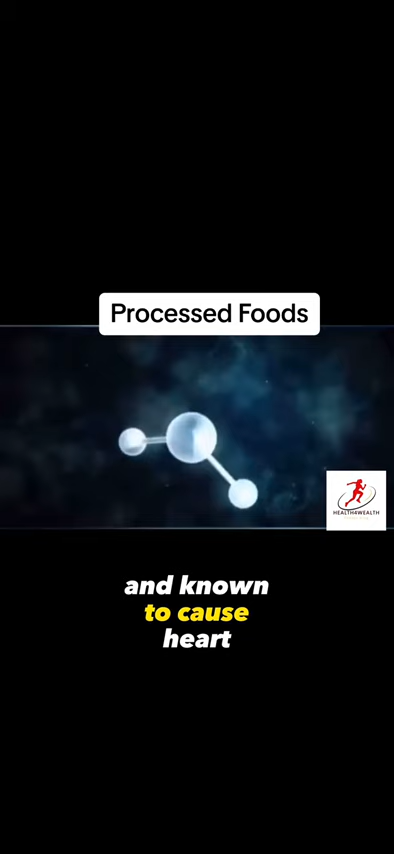 Processed Foods
HEALTH4WEALTH
and known
to cause
heart